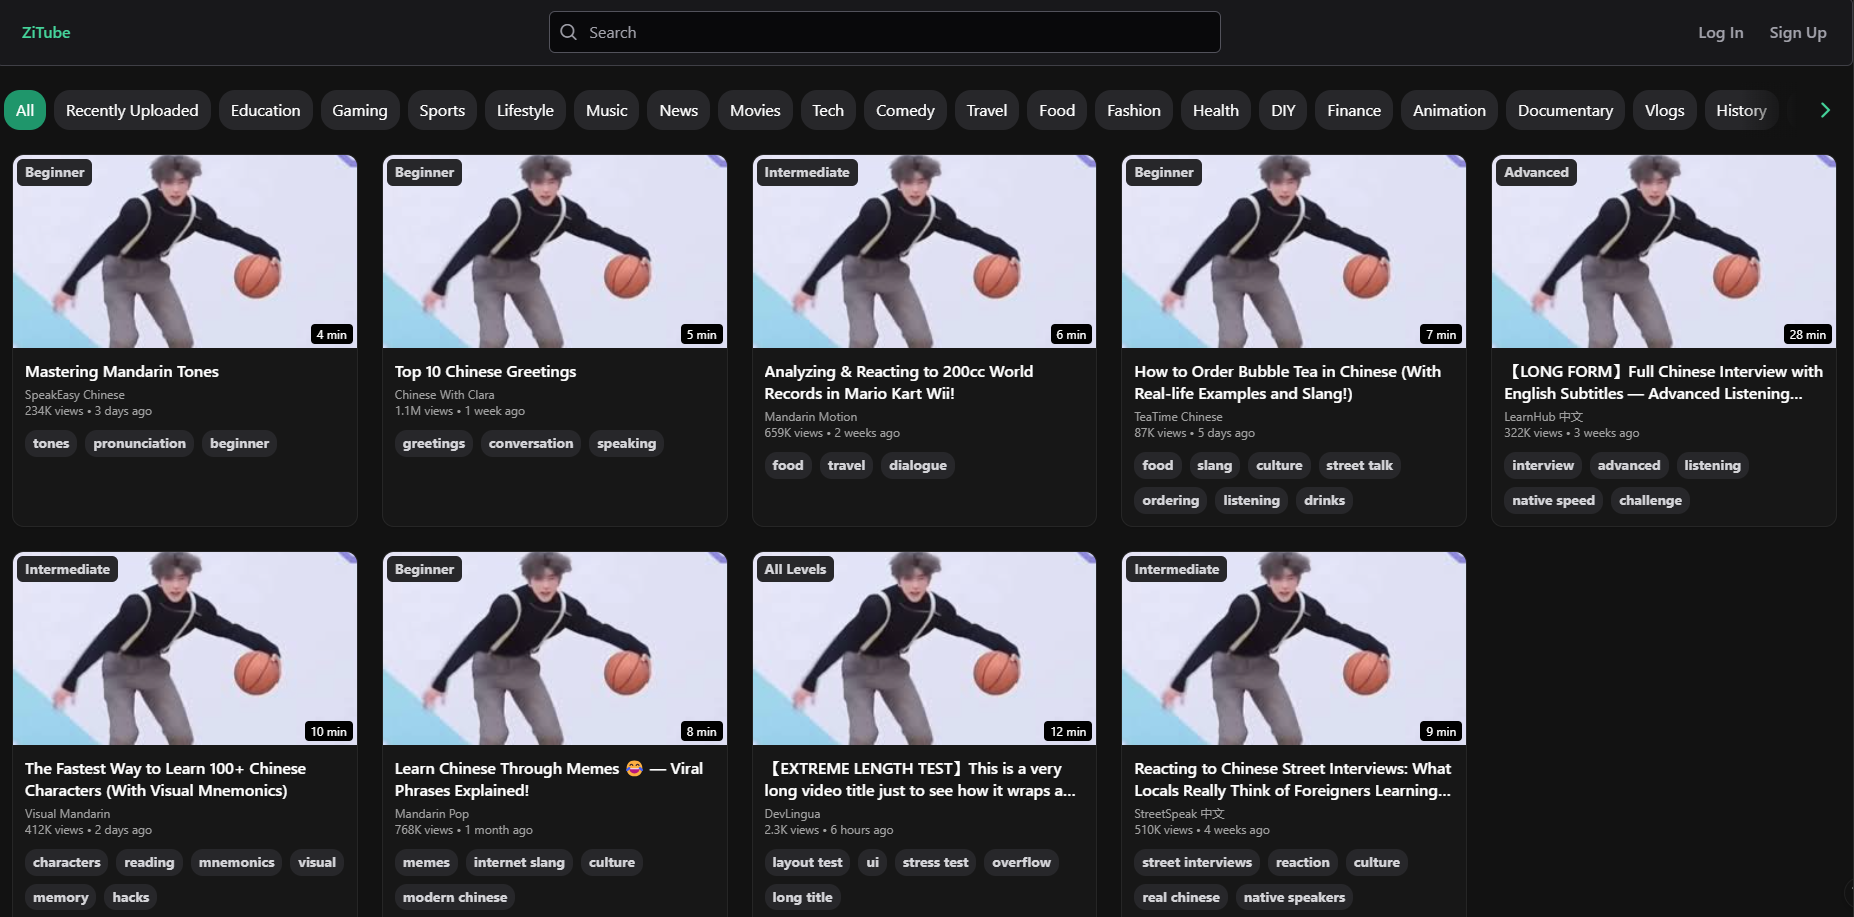 ZiTube
Search
Log In
Sign Up
All
Recently Uploaded
Education
Gaming
Sports
Lifestyle
Music
News
Movies
Tech
Comedy
Travel
Food
Fashion
Health
DIY
Finance
Animation
Documentary
Vlogs
History
Beginner
4 min
Mastering Mandarin Tones
SpeakEasy Chinese
234K views • 3 days ago
tones pronunciation beginner
Beginner
5 min
Top 10 Chinese Greetings
Chinese With Clara
1.1M views • 1 week ago
greetings conversation speaking
Intermediate
6 min
Analyzing & Reacting to 200cc World
Records in Mario Kart Wii!
Mandarin Motion
659K views • 2 weeks ago
food travel dialogue
Beginner
7 min
How to Order Bubble Tea in Chinese (With
Real-life Examples and Slang!)
TeaTime Chinese
87K views • 5 days ago
food slang culture street talk
ordering listening drinks
Advanced
28 min
【LONG FORM】Full Chinese Interview with
English Subtitles — Advanced Listening...
LearnHub 中文
322K views • 3 weeks ago
interview advanced listening
native speed challenge
Intermediate
10 min
The Fastest Way to Learn 100+ Chinese
Characters (With Visual Mnemonics)
Visual Mandarin
412K views • 2 days ago
characters reading mnemonics visual
memory hacks
Beginner
8 min
Learn Chinese Through Memes 😂 — Viral
Phrases Explained!
Mandarin Pop
768K views • 1 month ago
memes internet slang culture
modern chinese
All Levels
12 min
【EXTREME LENGTH TEST】This is a very
long video title just to see how it wraps a...
DevLingua
2.3K views • 6 hours ago
layout test ui stress test overflow
long title
Intermediate
9 min
Reacting to Chinese Street Interviews: What
Locals Really Think of Foreigners Learning...
StreetSpeak 中文
510K views • 4 weeks ago
street interviews reaction culture
real chinese native speakers